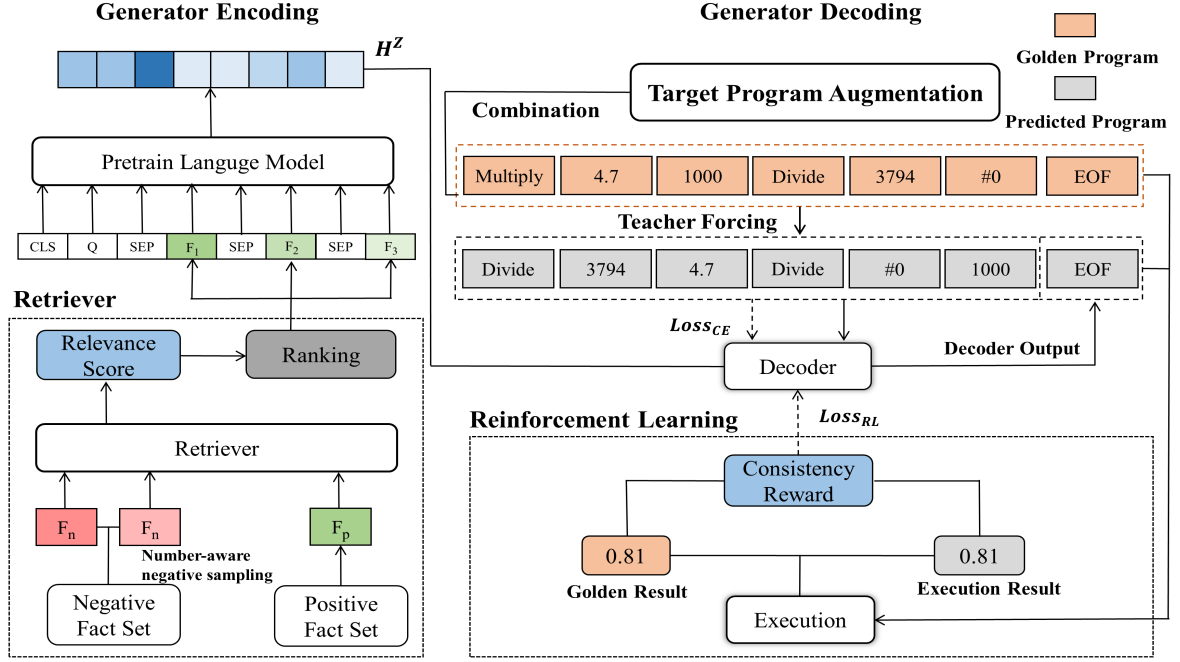 Generator Encoding
H^Z
Pretrain Languge Model
CLS Q SEP F1 SEP F2 SEP F3
Retriever
Relevance
Score
Ranking
Retriever
Fn Fn Fp
Number-aware
negative sampling
Negative
Fact Set
Positive
Fact Set
Generator Decoding
Golden Program
Predicted Program
Target Program Augmentation
Combination
Multiply 4.7 1000 Divide 3794 #0 EOF
Teacher Forcing
Divide 3794 4.7 Divide #0 1000 EOF
Loss_CE
Decoder
Decoder Output
Reinforcement Learning
Loss_RL
Consistency
Reward
0.81 0.81
Golden Result Execution Result
Execution